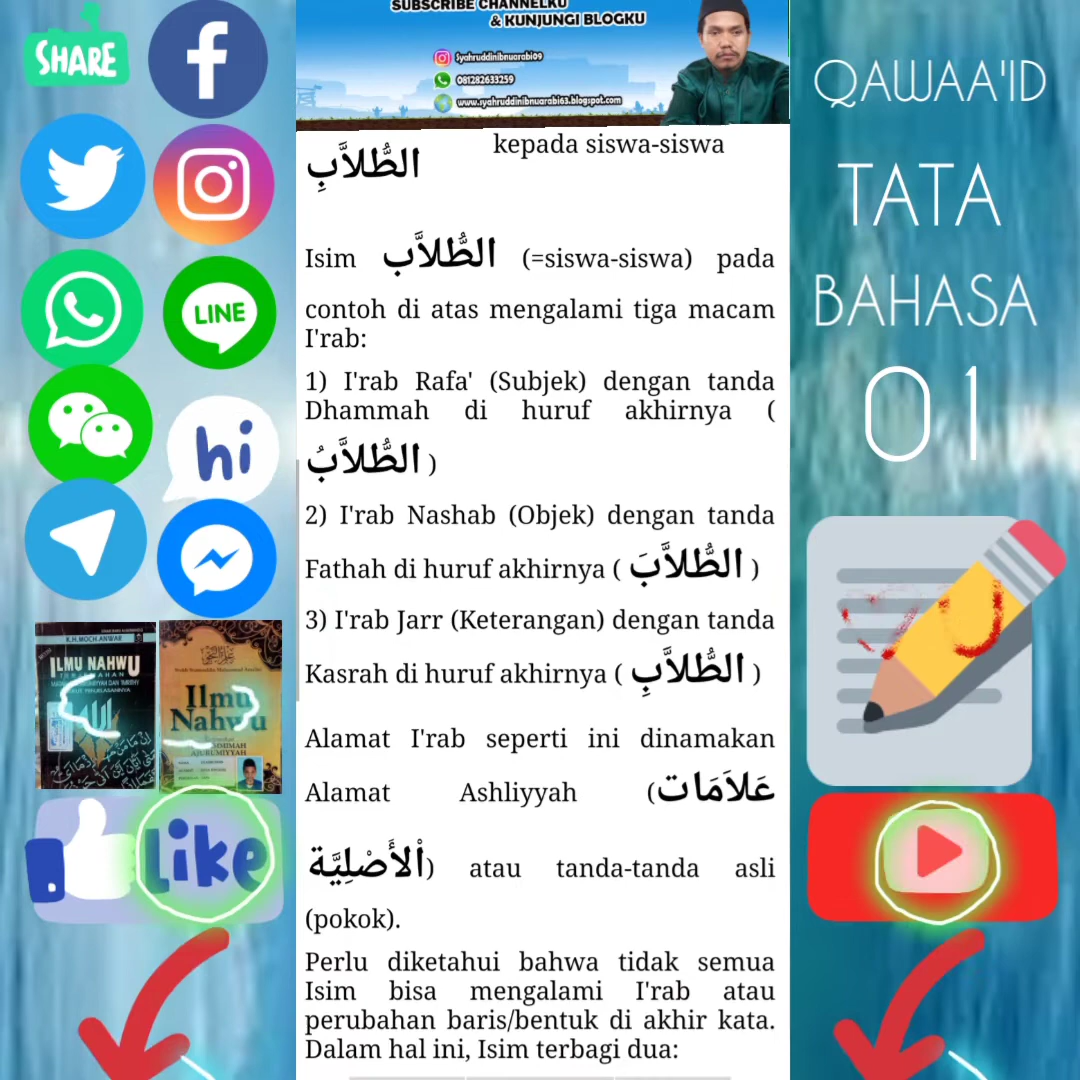 SHARE
SUBSCRIBE CHANNELKU
& KUNJUNGI BLOGKU
Syahruddinibnuarabi09
081282633259
www.syahruddinibnuarabi63.blogspot.com
QAWAA'ID
TATA
BAHASA
01
LINE
hi
K.H.MOCH.ANWAR
ILMU NAHWU
Ilmu
Nahwu
like
الطُّلاَّبِ kepada siswa-siswa
Isim الطُّلاَّب (=siswa-siswa) pada
contoh di atas mengalami tiga macam
I'rab:
1) I'rab Rafa' (Subjek) dengan tanda
Dhammah di huruf akhirnya (
الطُّلاَّبُ )
2) I'rab Nashab (Objek) dengan tanda
Fathah di huruf akhirnya ( الطُّلاَّبَ )
3) I'rab Jarr (Keterangan) dengan tanda
Kasrah di huruf akhirnya ( الطُّلاَّبِ )
Alamat I'rab seperti ini dinamakan
Alamat Ashliyyah (عَلاَمَات
اْلأَصْلِيَّة) atau tanda-tanda asli
(pokok).
Perlu diketahui bahwa tidak semua
Isim bisa mengalami I'rab atau
perubahan baris/bentuk di akhir kata.
Dalam hal ini, Isim terbagi dua: